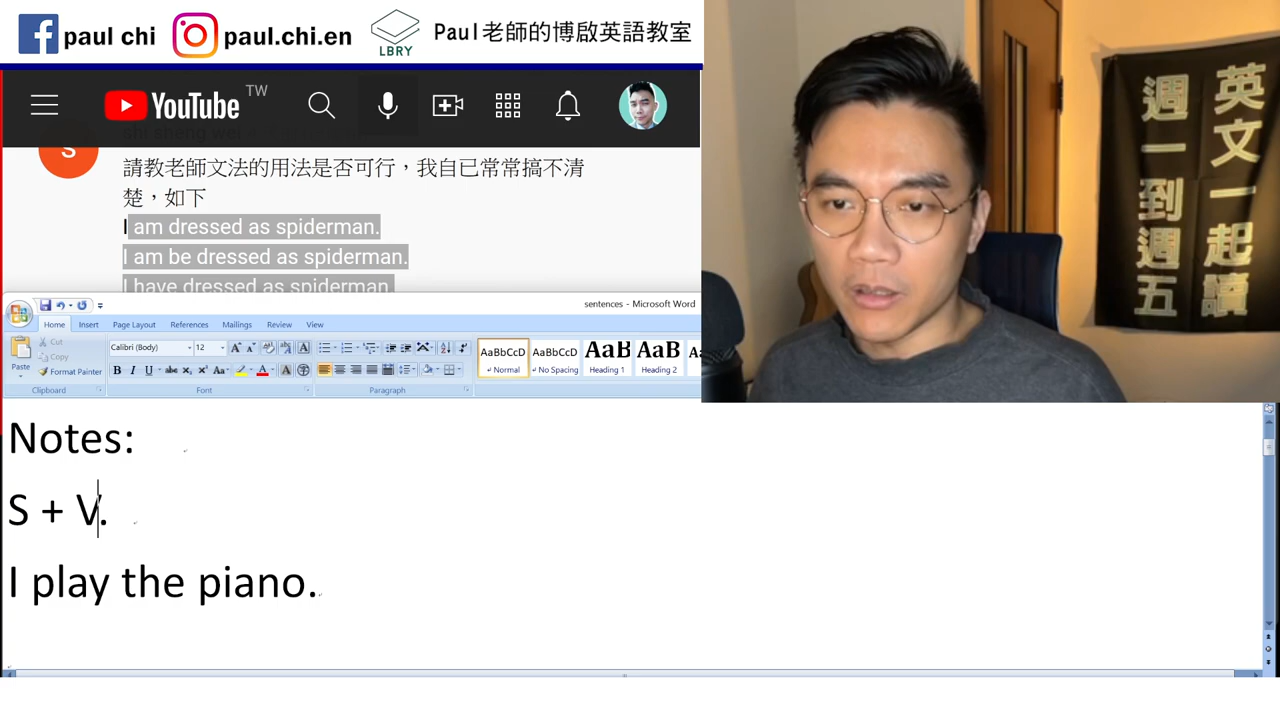 paul chi
paul.chi.en
LBRY
Paul老師的博啟英語教室
YouTube TW
S
請教老師文法的用法是否可行，我自已常常搞不清
楚，如下
I am dressed as spiderman.
I am be dressed as spiderman.
I have dressed as spiderman
sentences - Microsoft Word
Home Insert Page Layout References Mailings Review View
Paste
Cut
Copy
Format Painter
Clipboard
Calibri (Body) 12
Font
Paragraph
AaBbCcD
Normal
AaBbCcD
No Spacing
AaBb
Heading 1
AaB
Heading 2
Notes:
S + V.
I play the piano.
英文一起讀
週一到週五